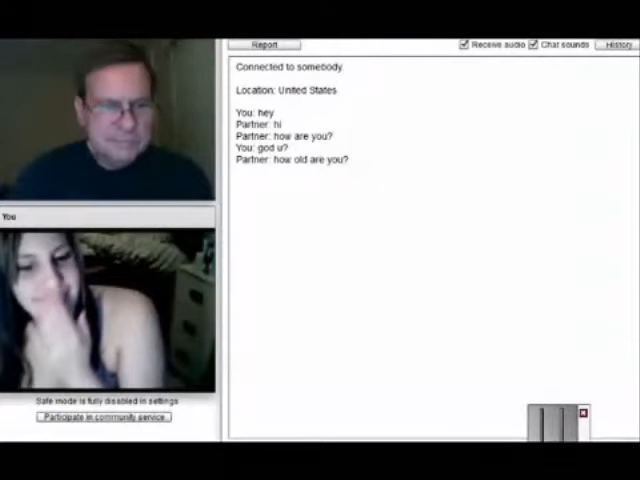 Report
Receive audio Chat sounds History
Connected to somebody
Location: United States
You: hey
Partner: hi
Partner: how are you?
You: god u?
Partner: how old are you?
You
Safe mode is fully disabled in settings
Participate in community service